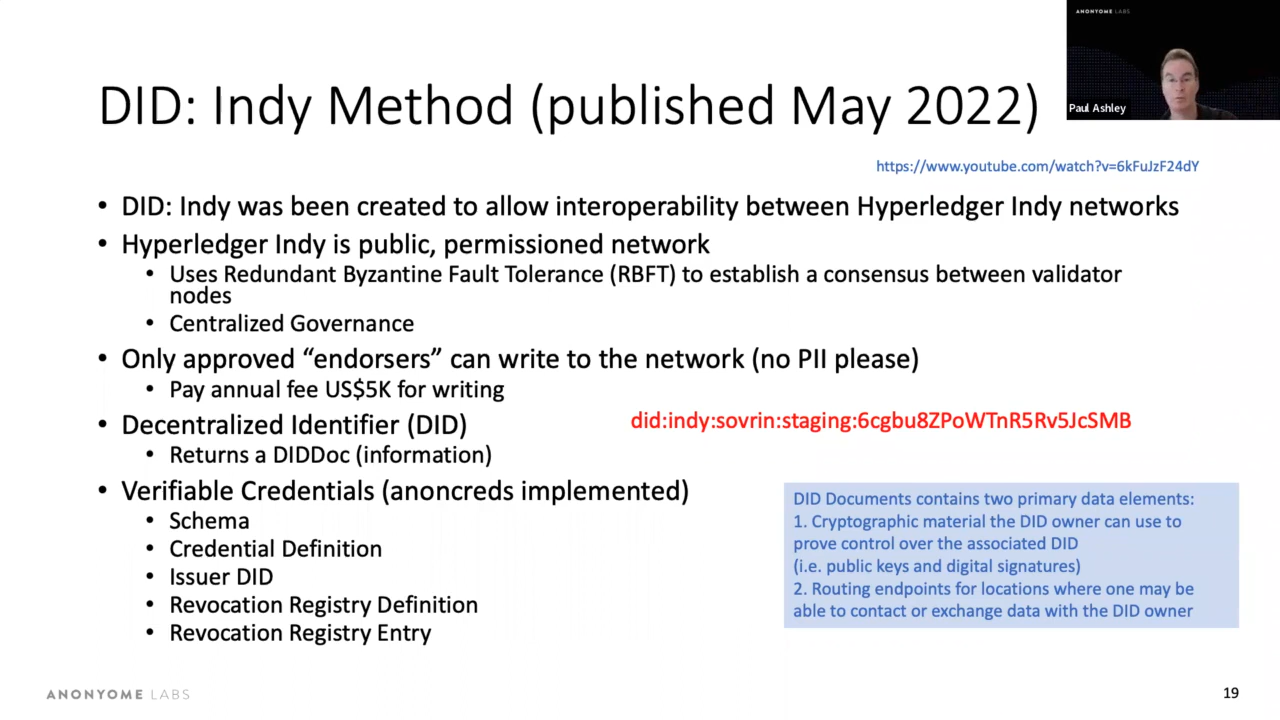 ANONYOME LABS
Paul Ashley
DID: Indy Method (published May 2022)
https://www.youtube.com/watch?v=6kFuJzF24dY
• DID: Indy was been created to allow interoperability between Hyperledger Indy networks
• Hyperledger Indy is public, permissioned network
• Uses Redundant Byzantine Fault Tolerance (RBFT) to establish a consensus between validator
nodes
• Centralized Governance
• Only approved “endorsers” can write to the network (no PII please)
• Pay annual fee US$5K for writing
• Decentralized Identifier (DID)
did:indy:sovrin:staging:6cgbu8ZPoWTnR5Rv5JcSMB
• Returns a DIDDoc (information)
• Verifiable Credentials (anoncreds implemented)
• Schema
• Credential Definition
• Issuer DID
• Revocation Registry Definition
• Revocation Registry Entry
DID Documents contains two primary data elements:
1. Cryptographic material the DID owner can use to
prove control over the associated DID
(i.e. public keys and digital signatures)
2. Routing endpoints for locations where one may be
able to contact or exchange data with the DID owner
ANONYOME LABS
19